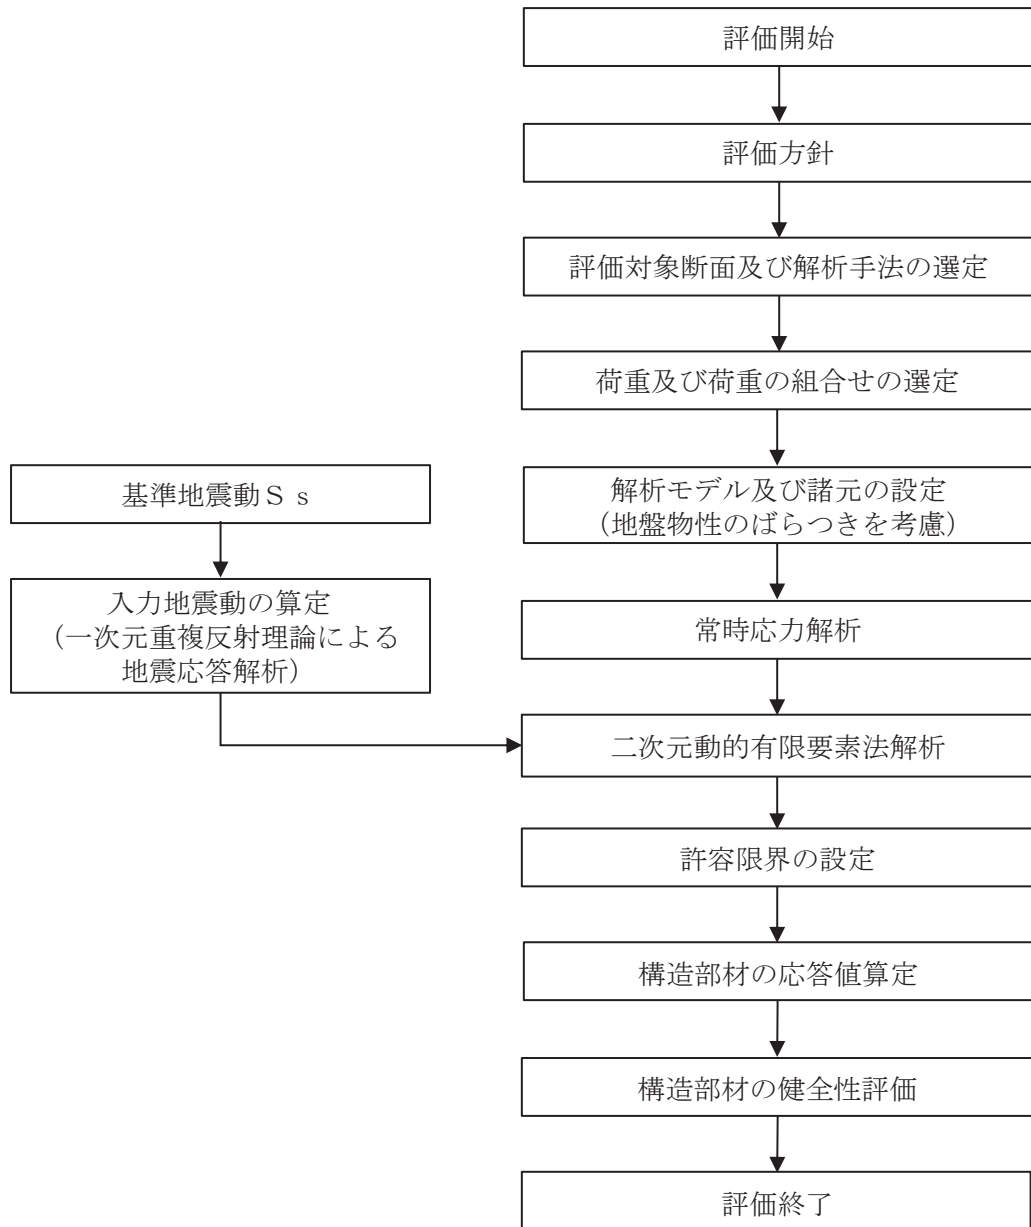 評価開始
評価方針
評価対象断面及び解析手法の選定
荷重及び荷重の組合せの選定
基準地震動Ｓｓ
解析モデル及び諸元の設定
（地盤物性のばらつきを考慮）
入力地震動の算定
（一次元重複反射理論による
地震応答解析）
常時応力解析
二次元動的有限要素法解析
許容限界の設定
構造部材の応答値算定
構造部材の健全性評価
評価終了